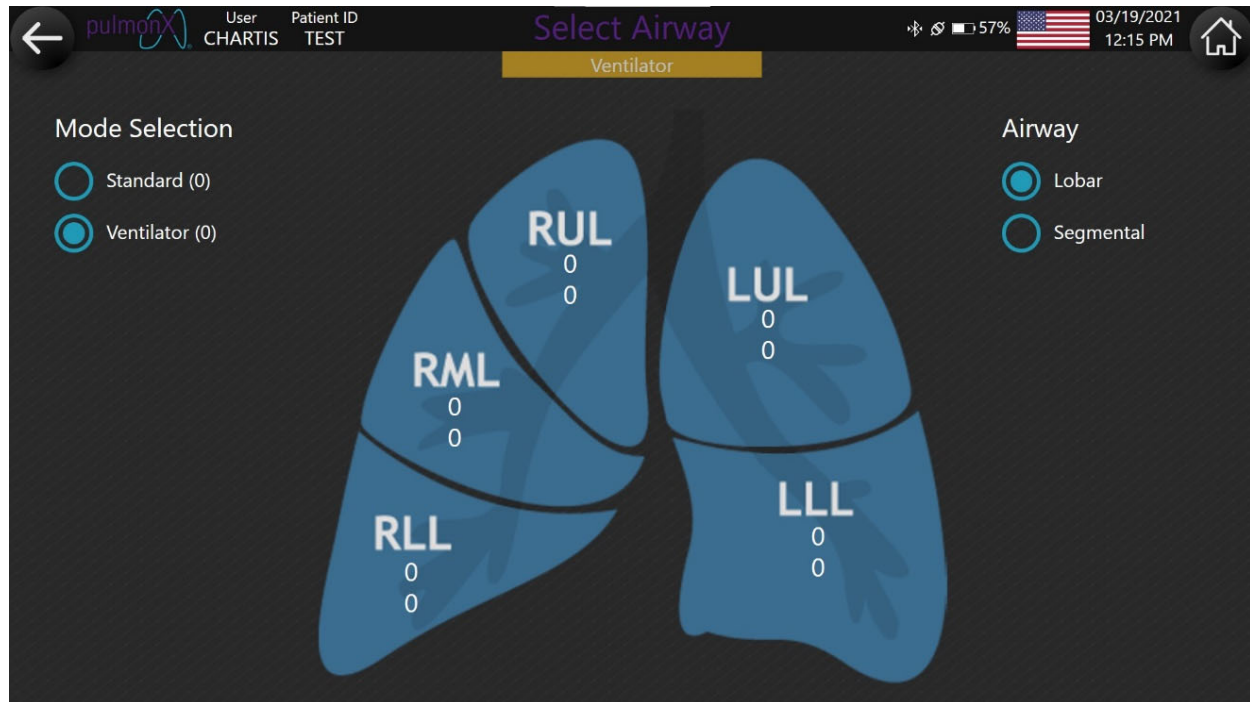 pulmonX
User
CHARTIS
Patient ID
TEST
Select Airway
57%
03/19/2021
12:15 PM
Ventilator
Mode Selection
Standard (0)
Ventilator (0)
Airway
Lobar
Segmental
RUL
0
0
LUL
0
0
RML
0
0
RLL
0
0
LLL
0
0